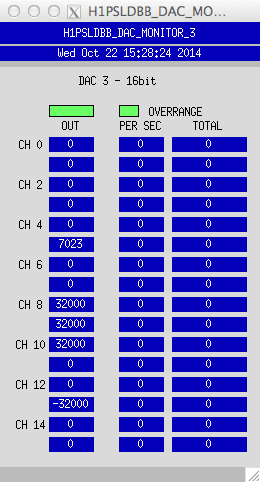 H1PSLDBB_DAC_MO...
H1PSLDBB_DAC_MONITOR_3
Wed Oct 22 15:28:24 2014
DAC 3 - 16bit
OVERRANGE
OUT PER SEC TOTAL
CH 0 0 0 0
0 0 0
CH 2 0 0 0
0 0 0
CH 4 0 0 0
7023 0 0
CH 6 0 0 0
0 0 0
CH 8 32000 0 0
32000 0 0
CH 10 32000 0 0
0 0 0
CH 12 0 0 0
-32000 0 0
CH 14 0 0 0
0 0 0